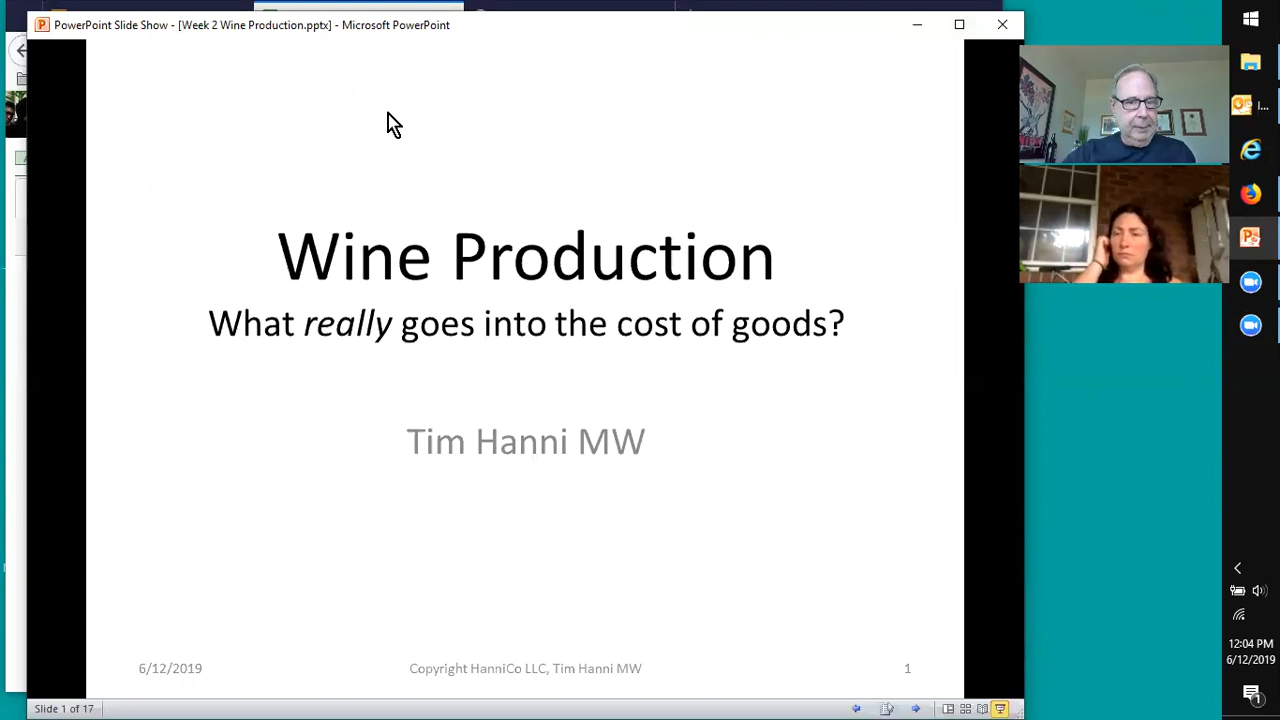 PowerPoint Slide Show - [Week 2 Wine Production.pptx] - Microsoft PowerPoint
Wine Production
What really goes into the cost of goods?
Tim Hanni MW
6/12/2019
Copyright HanniCo LLC, Tim Hanni MW
1
Slide 1 of 17
I...
12:04 PM
6/12/2019
1